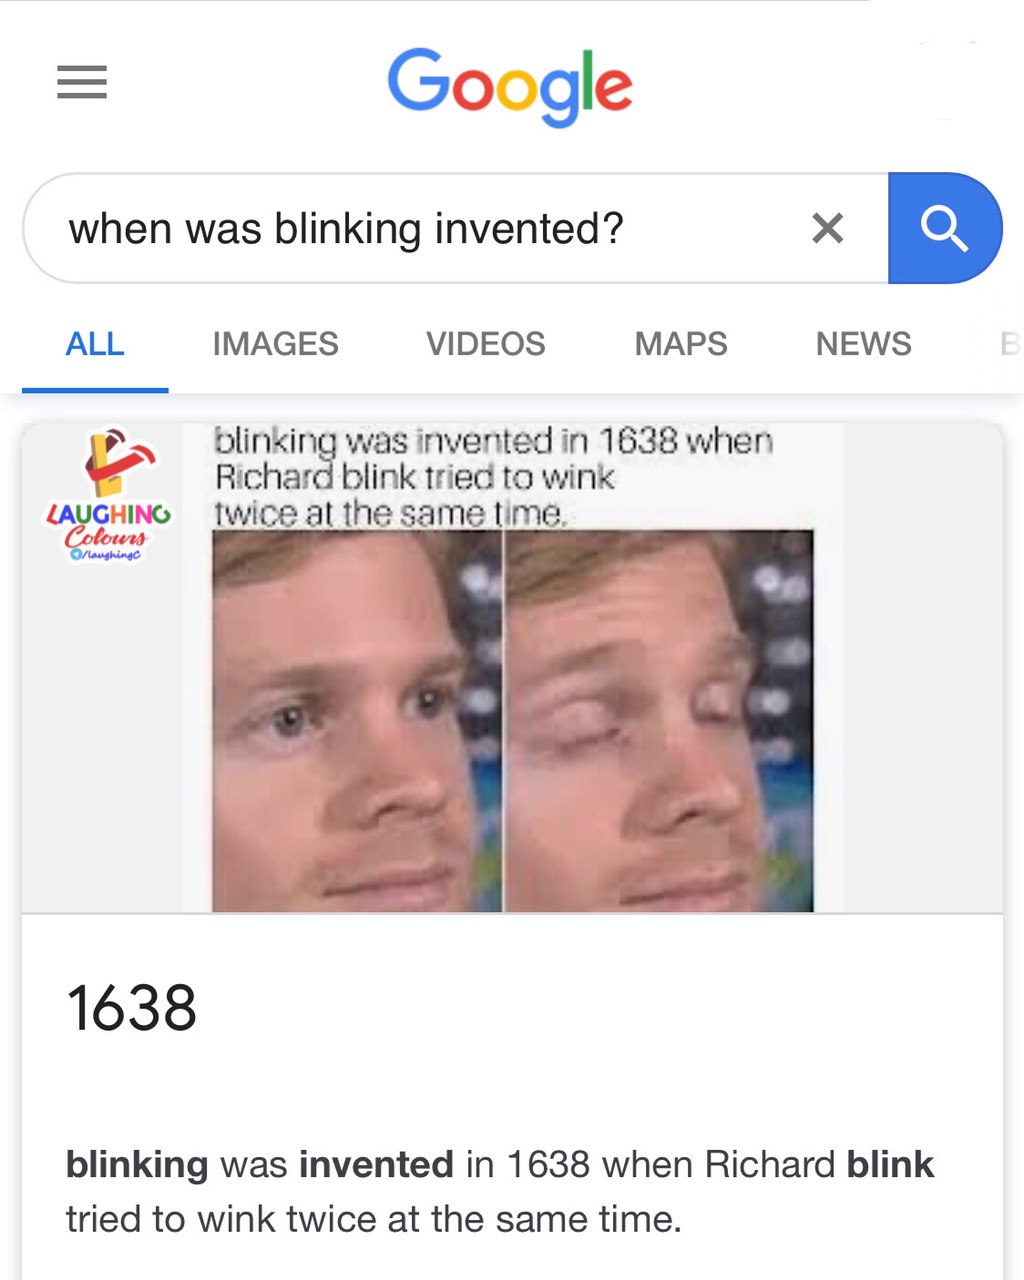 Google
when was blinking invented?
ALL IMAGES VIDEOS MAPS NEWS B
blinking was invented in 1638 when
Richard blink tried to wink
twice at the same time.
LAUGHING
Colours
/laughingC
1638
blinking was invented in 1638 when Richard blink
tried to wink twice at the same time.